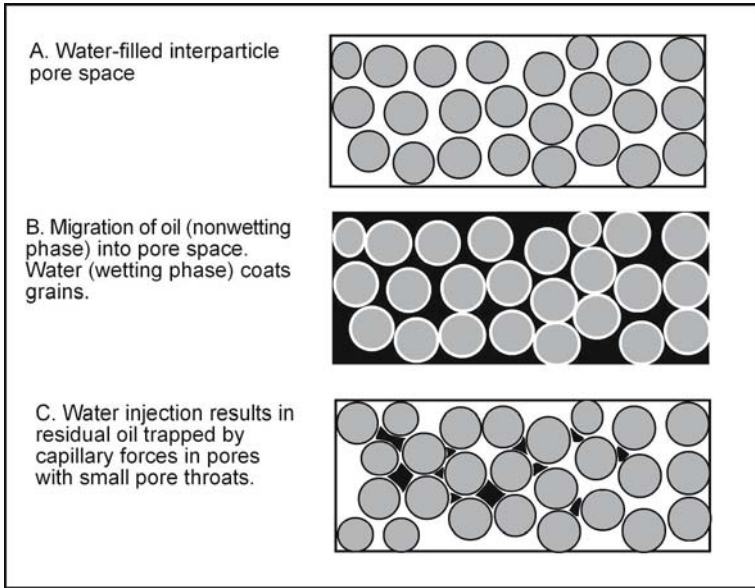 A. Water-filled interparticle
pore space
B. Migration of oil (nonwetting
phase) into pore space.
Water (wetting phase) coats
grains.
C. Water injection results in
residual oil trapped by
capillary forces in pores
with small pore throats.